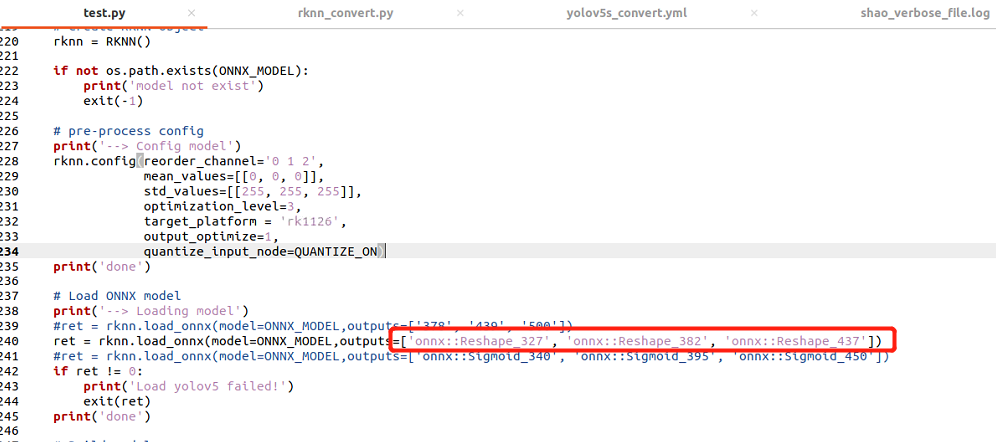 test.py × rknn_convert.py × yolov5s_convert.yml × shao_verbose_file.log
220 rknn = RKNN()
221
222 if not os.path.exists(ONNX_MODEL):
223 print('model not exist')
224 exit(-1)
225
226 # pre-process config
227 print('--> Config model')
228 rknn.config(reorder_channel='0 1 2',
229 mean_values=[[0, 0, 0]],
230 std_values=[[255, 255, 255]],
231 optimization_level=3,
232 target_platform = 'rk1126',
233 output_optimize=1,
234 quantize_input_node=QUANTIZE_ON)
235 print('done')
236
237 # Load ONNX model
238 print('--> Loading model')
239 #ret = rknn.load_onnx(model=ONNX_MODEL,outputs=['378', '439', '500'])
240 ret = rknn.load_onnx(model=ONNX_MODEL,outputs=['onnx::Reshape_327', 'onnx::Reshape_382', 'onnx::Reshape_437'])
241 #ret = rknn.load_onnx(model=ONNX_MODEL,outputs=['onnx::Sigmoid_340', 'onnx::Sigmoid_395', 'onnx::Sigmoid_450'])
242 if ret != 0:
243 print('Load yolov5 failed!')
244 exit(ret)
245 print('done')
246